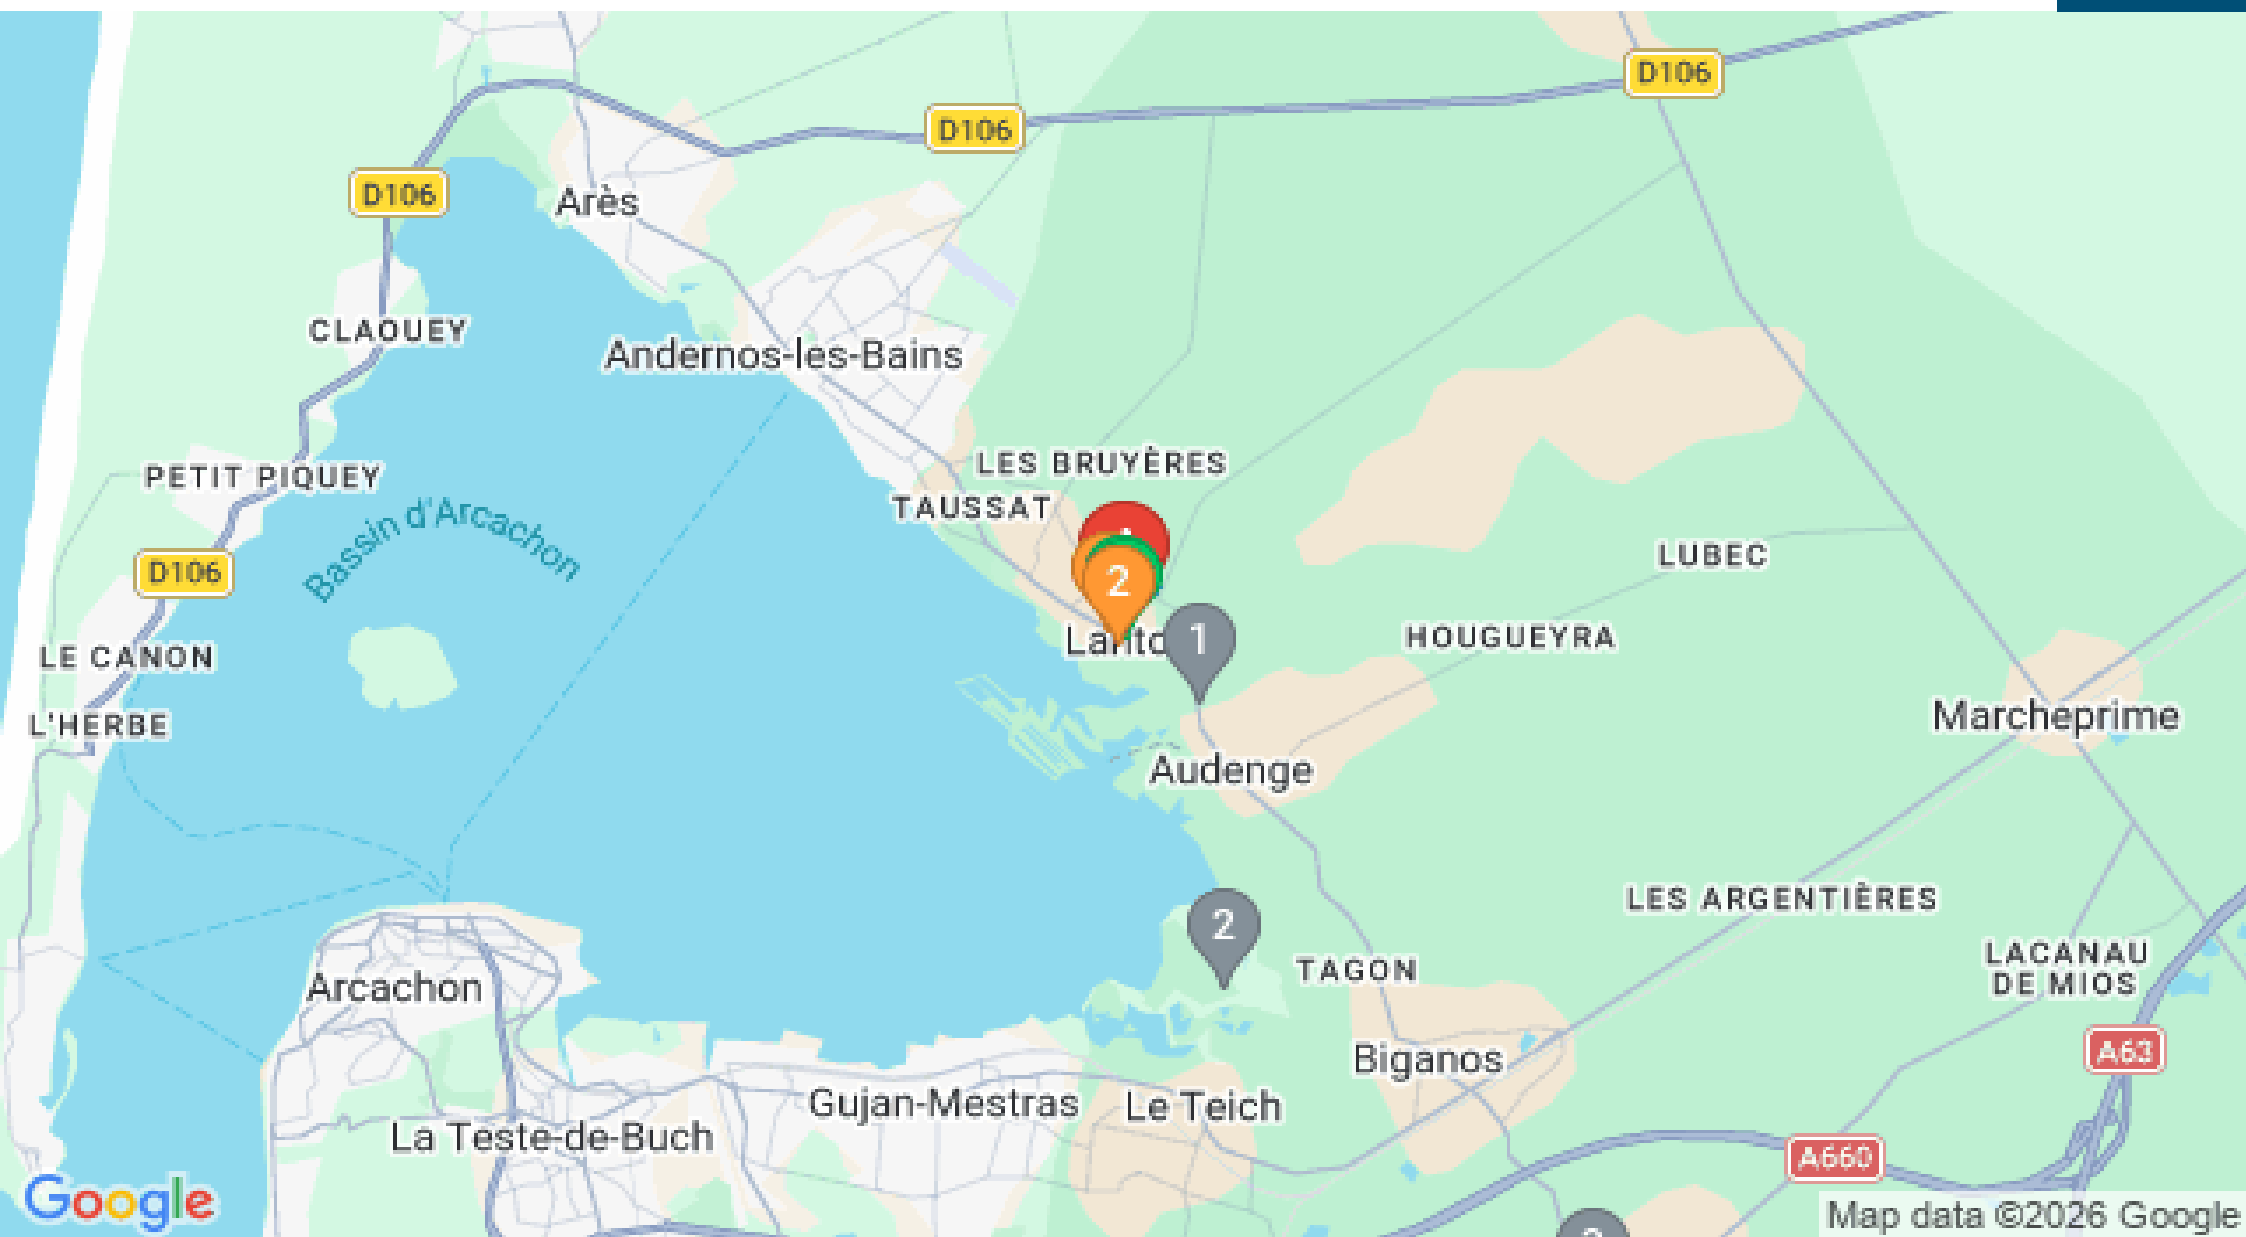 D106
D106
D106
Arès
CLAOUEY
Andernos-les-Bains
LES BRUYÈRES
PETIT PIQUEY
TAUSSAT
Bassin d'Arcachon
LUBEC
D106
2
1
HOUGUEYRA
LE CANON
L'HERBE
Marcheprime
Audenge
LES ARGENTIÈRES
2
TAGON
LACANAU
DE MIOS
Arcachon
A63
Biganos
Gujan-Mestras
Le Teich
La Teste-de-Buch
A660
Google
Map data ©2026 Google